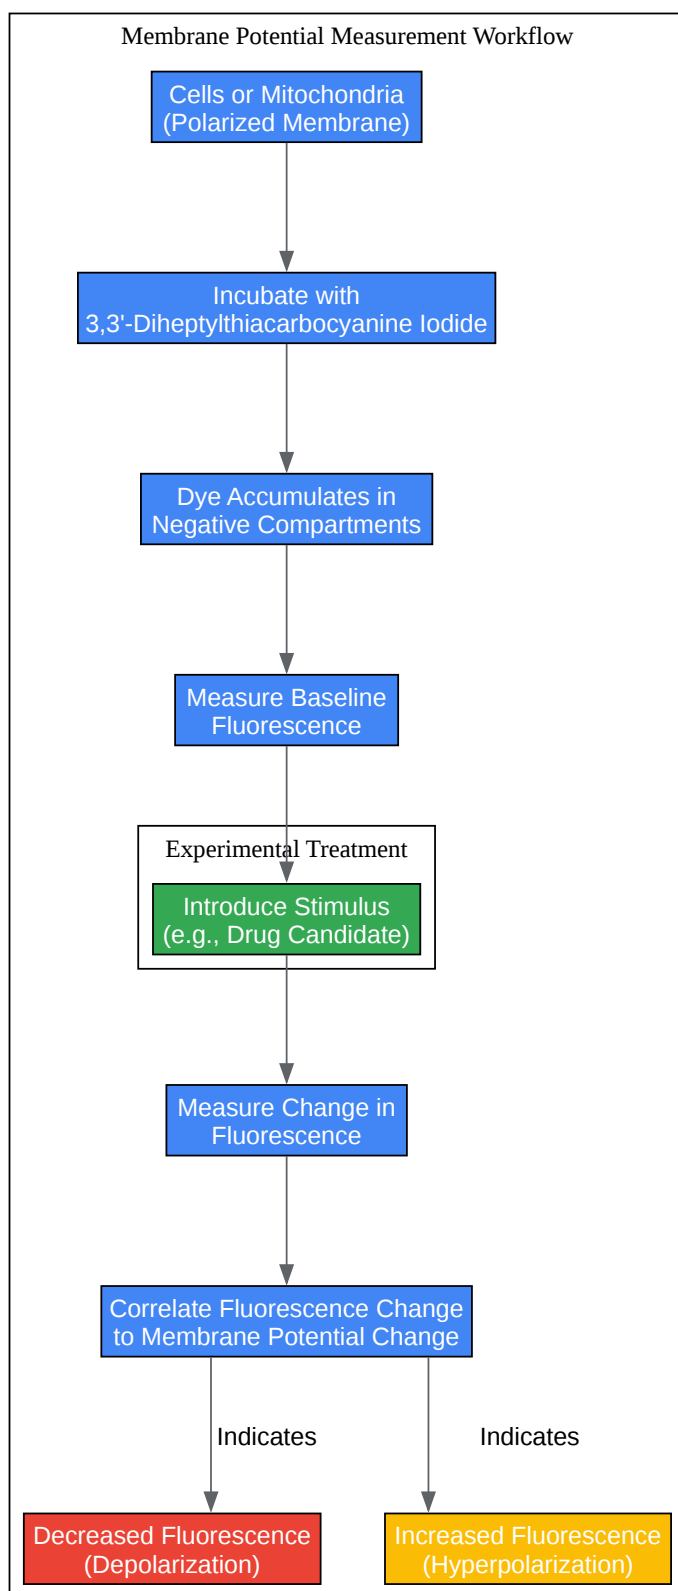 Membrane Potential Measurement Workflow
Cells or Mitochondria
(Polarized Membrane)
Incubate with
3,3'-Diheptylthiacarbocyanine Iodide
Dye Accumulates in
Negative Compartments
Measure Baseline
Fluorescence
Experimental Treatment
Introduce Stimulus
(e.g., Drug Candidate)
Measure Change in
Fluorescence
Correlate Fluorescence Change
to Membrane Potential Change
Indicates
Indicates
Decreased Fluorescence
(Depolarization)
Increased Fluorescence
(Hyperpolarization)